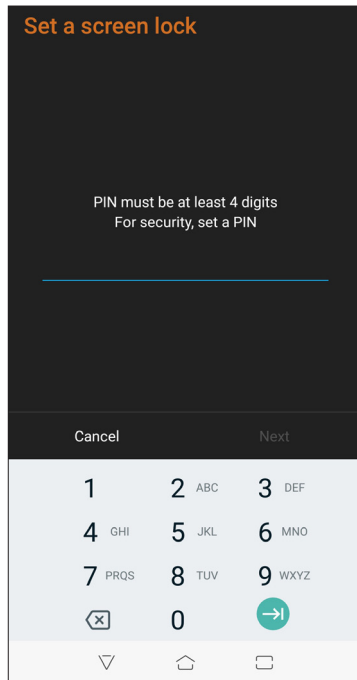 Set a screen lock
PIN must be at least 4 digits
For security, set a PIN
Cancel Next
1 2 ABC 3 DEF
4 GHI 5 JKL 6 MNO
7 PRQS 8 TUV 9 WXYZ
0